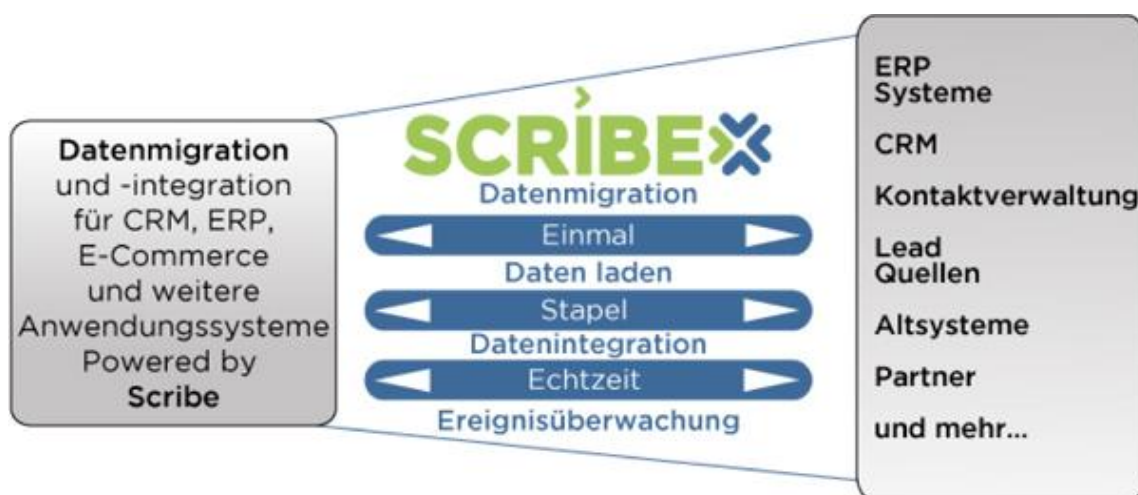 Datenmigration
und -integration
für CRM, ERP,
E-Commerce
und weitere
Anwendungssysteme
Powered by
Scribe
SCRIBE
Datenmigration
Einmal
Daten laden
Stapel
Datenintegration
Echtzeit
Ereignisüberwachung
ERP
Systeme
CRM
Kontaktverwaltung
Lead
Quellen
Altsysteme
Partner
und mehr...